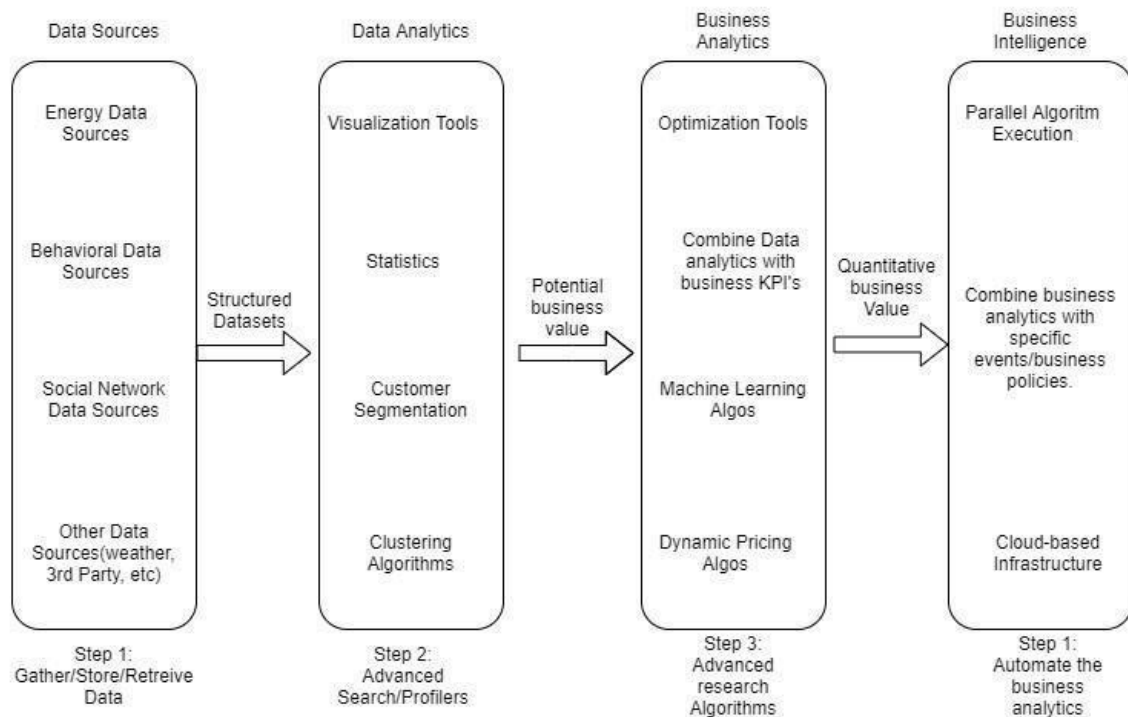 Data Sources
Energy Data
Sources
Behavioral Data
Sources
Social Network
Data Sources
Other Data
Sources(weather,
3rd Party, etc)
Step 1:
Gather/Store/Retreive
Data
Structured
Datasets
Data Analytics
Visualization Tools
Statistics
Customer
Segmentation
Clustering
Algorithms
Step 2:
Advanced
Search/Profilers
Potential
business
value
Business
Analytics
Optimization Tools
Combine Data
analytics with
business KPI's
Machine Learning
Algos
Dynamic Pricing
Algos
Step 3:
Advanced
research
Algorithms
Quantitative
business
Value
Business
Intelligence
Parallel Algoritm
Execution
Combine business
analytics with
specific
events/business
policies.
Cloud-based
Infrastructure
Step 1:
Automate the
business
analytics